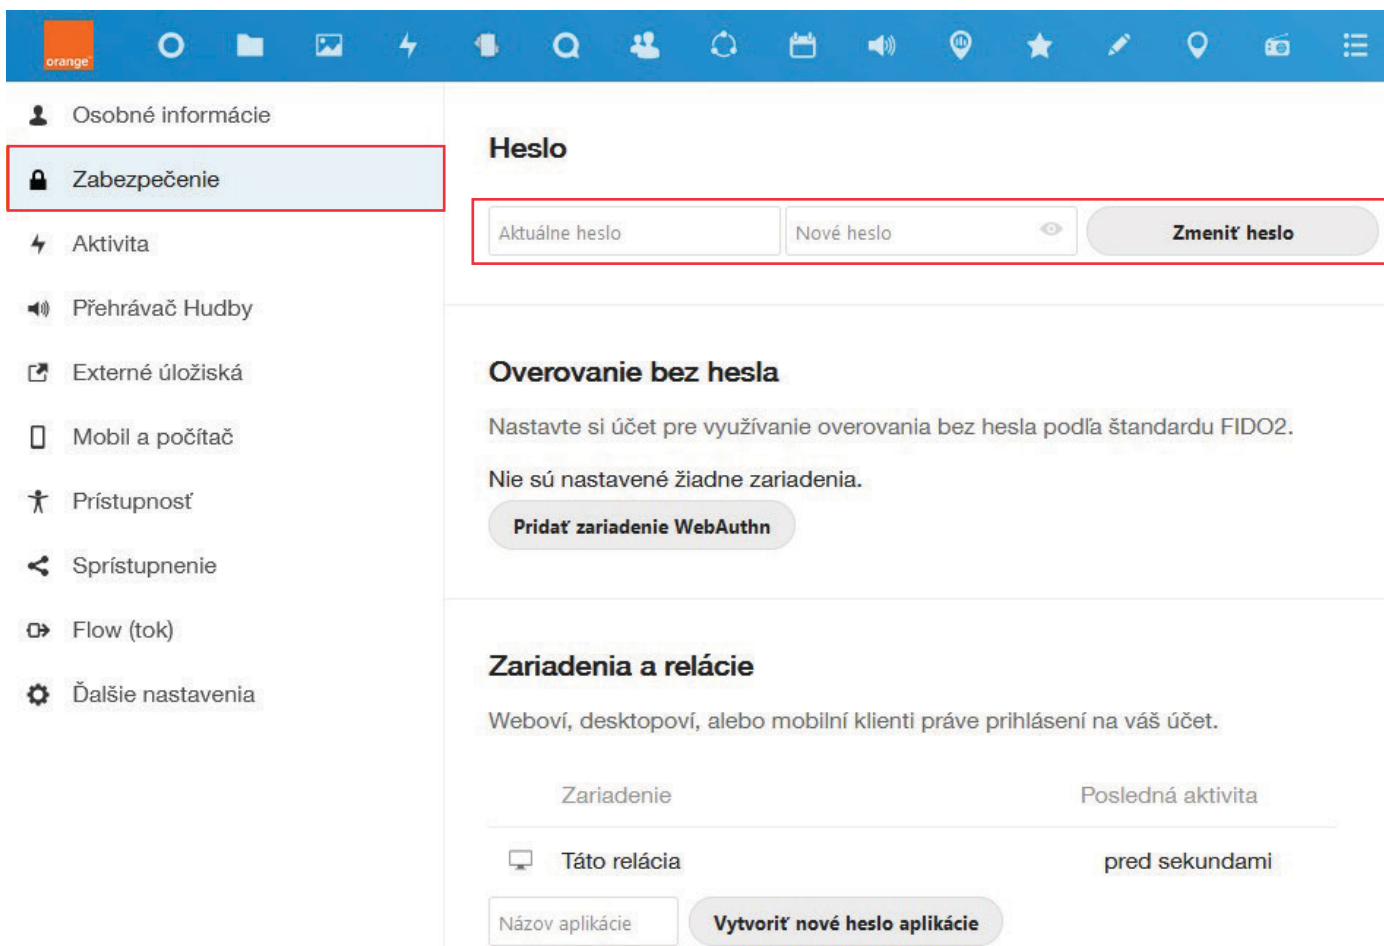 orange™
Osobné informácie
Zabezpečenie
Aktivita
Přehrávač Hudby
Externé úložiská
Mobil a počítač
Prístupnosť
Sprístupnenie
Flow (tok)
Ďalšie nastavenia
Heslo
Aktuálne heslo Nové heslo Zmeniť heslo
Overovanie bez hesla
Nastavte si účet pre využívanie overovania bez hesla podľa štandardu FIDO2.
Nie sú nastavené žiadne zariadenia.
Pridať zariadenie WebAuthn
Zariadenia a relácie
Weboví, desktopoví, alebo mobilní klienti práve prihlásení na váš účet.
Zariadenie Posledná aktivita
Táto relácia pred sekundami
Názov aplikácie Vytvoriť nové heslo aplikácie